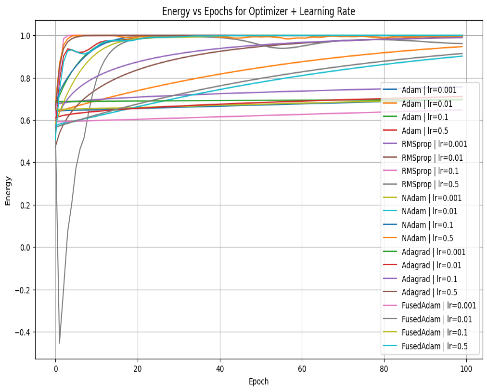 Energy vs Epochs for Optimizer + Learning Rate
1.0
0.8
0.6
0.4
0.2
0.0
−0.2
−0.4
Energy
0
20
40
60
80
100
Epoch
Adam | lr=0.001
Adam | lr=0.01
Adam | lr=0.1
Adam | lr=0.5
RMSprop | lr=0.001
RMSprop | lr=0.01
RMSprop | lr=0.1
RMSprop | lr=0.5
NAdam | lr=0.001
NAdam | lr=0.01
NAdam | lr=0.1
NAdam | lr=0.5
Adagrad | lr=0.001
Adagrad | lr=0.01
Adagrad | lr=0.1
Adagrad | lr=0.5
FusedAdam | lr=0.001
FusedAdam | lr=0.01
FusedAdam | lr=0.1
FusedAdam | lr=0.5